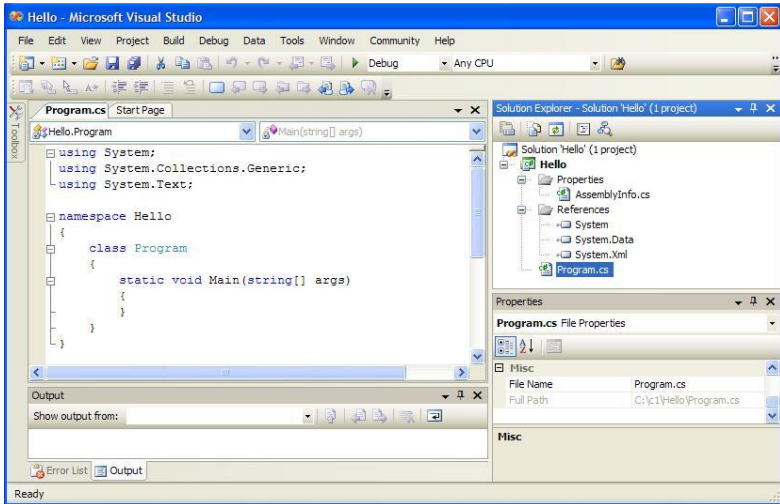 Hello - Microsoft Visual Studio
File Edit View Project Build Debug Data Tools Window Community Help
Debug Any CPU
Toolbox
Program.cs Start Page
Hello.Program Main(string[] args)
using System;
using System.Collections.Generic;
using System.Text;
namespace Hello
{
class Program
{
static void Main(string[] args)
{
}
}
}
Output
Show output from:
Error List Output
Ready
Solution Explorer - Solution 'Hello' (1 project)
Solution 'Hello' (1 project)
Hello
Properties
AssemblyInfo.cs
References
System
System.Data
System.Xml
Program.cs
Properties
Program.cs File Properties
Misc
File Name Program.cs
Full Path C:\c1\Hello\Program.cs
Misc